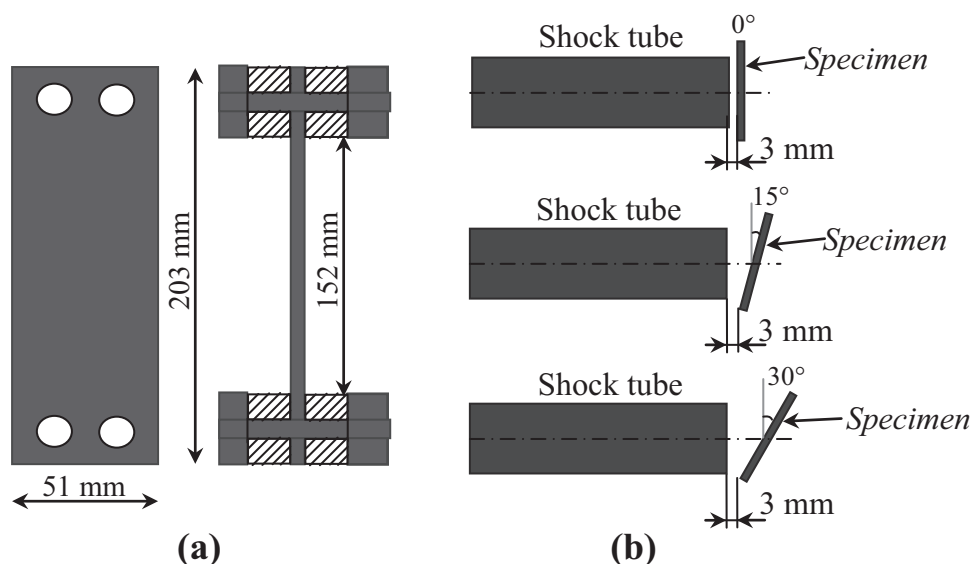 203 mm
152 mm
51 mm
(a)
0°
Shock tube
Specimen
3 mm
15°
Shock tube
Specimen
3 mm
30°
Shock tube
Specimen
3 mm
(b)